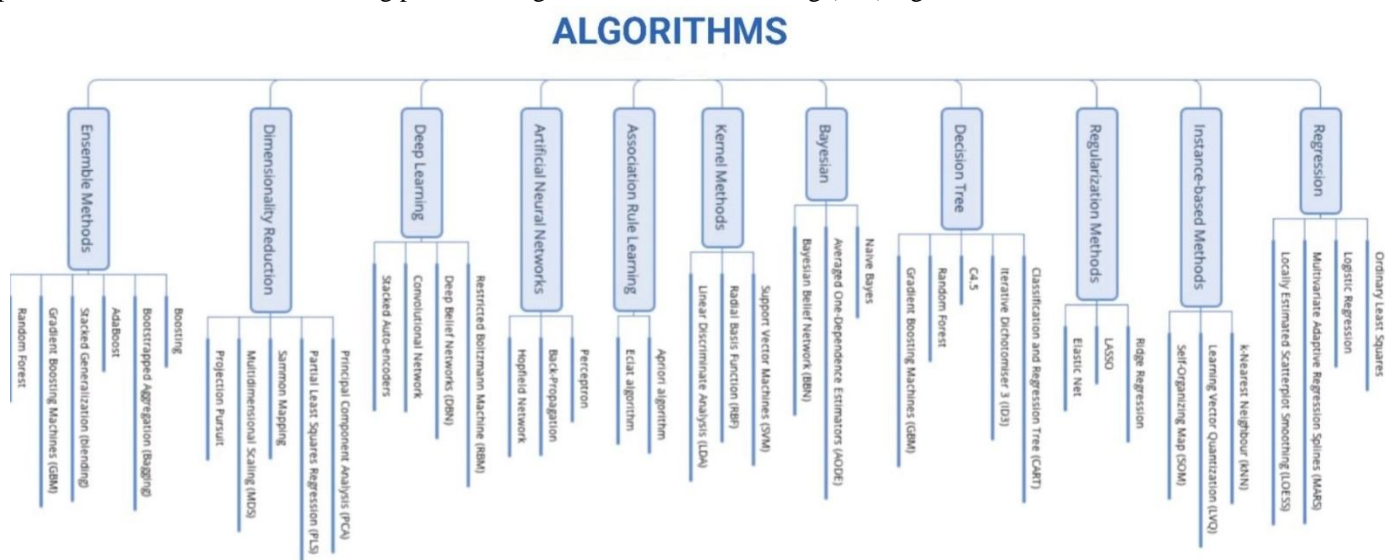 ALGORITHMS
Regression
Ordinary Least Squares
Logistic Regression
Multivariate Adaptive Regression Splines (MARS)
Locally Estimated Scatterplot Smoothing (LOESS)
Instance-based Methods
k-Nearest Neighbour (kNN)
Learning Vector Quantization (LVQ)
Self-Organizing Map (SOM)
Regularization Methods
Ridge Regression
LASSO
Elastic Net
Decision Tree
Classification and Regression Tree (CART)
Iterative Dichotomiser 3 (ID3)
C4.5
Random Forest
Gradient Boosting Machines (GBM)
Bayesian
Naive Bayes
Averaged One-Dependence Estimators (AODE)
Bayesian Belief Network (BBN)
Kernel Methods
Support Vector Machines (SVM)
Radial Basis Function (RBF)
Linear Discriminate Analysis (LDA)
Association Rule Learning
Apriori algorithm
Eclat algorithm
Artificial Neural Networks
Perceptron
Back-Propagation
Hopfield Network
Deep Learning
Restricted Boltzmann Machine (RBM)
Deep Belief Networks (DBN)
Convolutional Network
Stacked Auto-encoders
Dimensionality Reduction
Principal Component Analysis (PCA)
Partial Least Squares Regression (PLS)
Sammon Mapping
Multidimensional Scaling (MDS)
Projection Pursuit
Ensemble Methods
Boosting
Bootstrapped Aggregation (Bagging)
AdaBoost
Stacked Generalization (blending)
Gradient Boosting Machines (GBM)
Random Forest